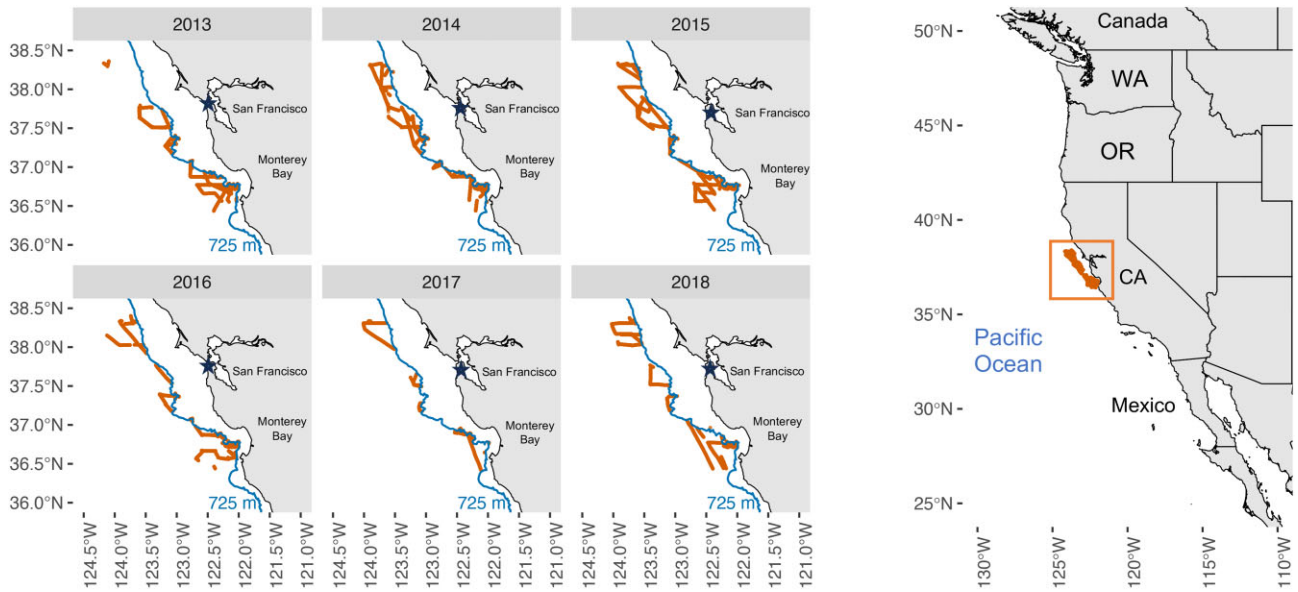 2013
2014
2015
38.5°N
38.0°N
37.5°N
37.0°N
36.5°N
36.0°N
San Francisco
Monterey
Bay
725 m
San Francisco
Monterey
Bay
725 m
San Francisco
Monterey
Bay
725 m
2016
2017
2018
38.5°N
38.0°N
37.5°N
37.0°N
36.5°N
36.0°N
San Francisco
Monterey
Bay
725 m
San Francisco
Monterey
Bay
725 m
San Francisco
Monterey
Bay
725 m
124.5°W
124.0°W
123.5°W
123.0°W
122.5°W
122.0°W
121.5°W
121.0°W
124.5°W
124.0°W
123.5°W
123.0°W
122.5°W
122.0°W
121.5°W
121.0°W
124.5°W
124.0°W
123.5°W
123.0°W
122.5°W
122.0°W
121.5°W
121.0°W
50°N
45°N
40°N
35°N
30°N
25°N
Canada
WA
OR
CA
Pacific
Ocean
Mexico
130°W
125°W
120°W
115°W
110°W